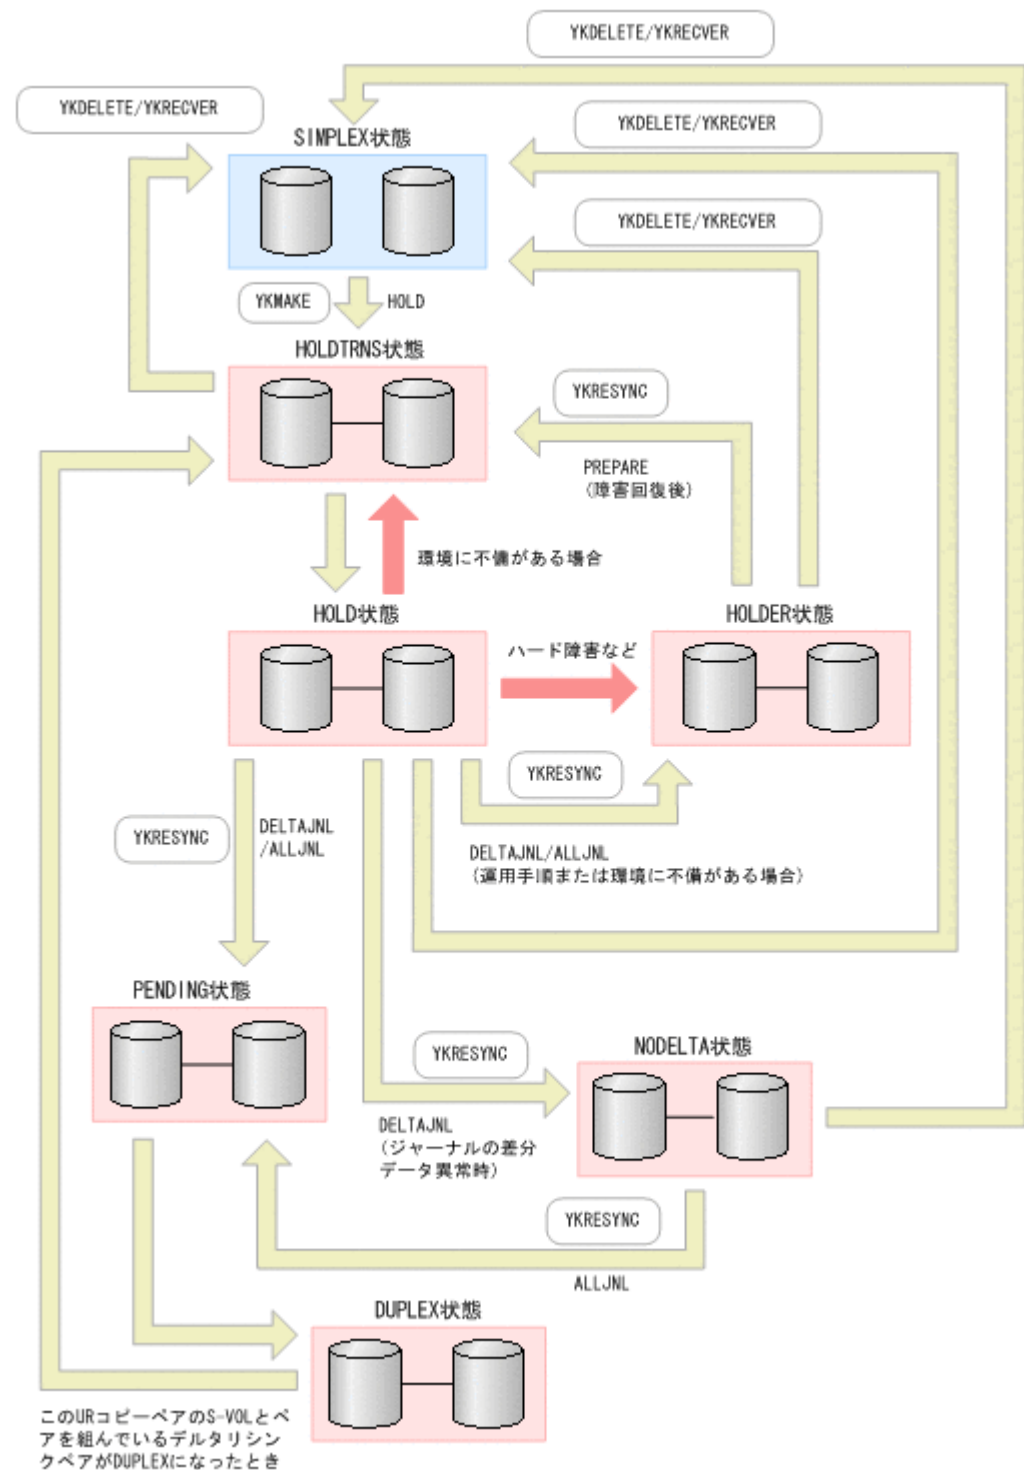 YKDELETE/YKRECVER
YKDELETE/YKRECVER
YKDELETE/YKRECVER
SIMPLEX状態
YKDELETE/YKRECVER
YKMAKE
HOLD
HOLDTRNS状態
YKRESYNC
PREPARE
(障害回復後)
環境に不備がある場合
HOLD状態
HOLDER状態
ハード障害など
YKRESYNC
YKRESYNC
DELTAJNL
/ALLJNL
DELTAJNL/ALLJNL
(運用手順または環境に不備がある場合)
PENDING状態
YKRESYNC
NODELTA状態
DELTAJNL
(ジャーナルの差分
データ異常時)
YKRESYNC
ALLJNL
DUPLEX状態
このURコピーペアのS-VOLとペ
アを組んでいるデルタリシン
クペアがDUPLEXになったとき